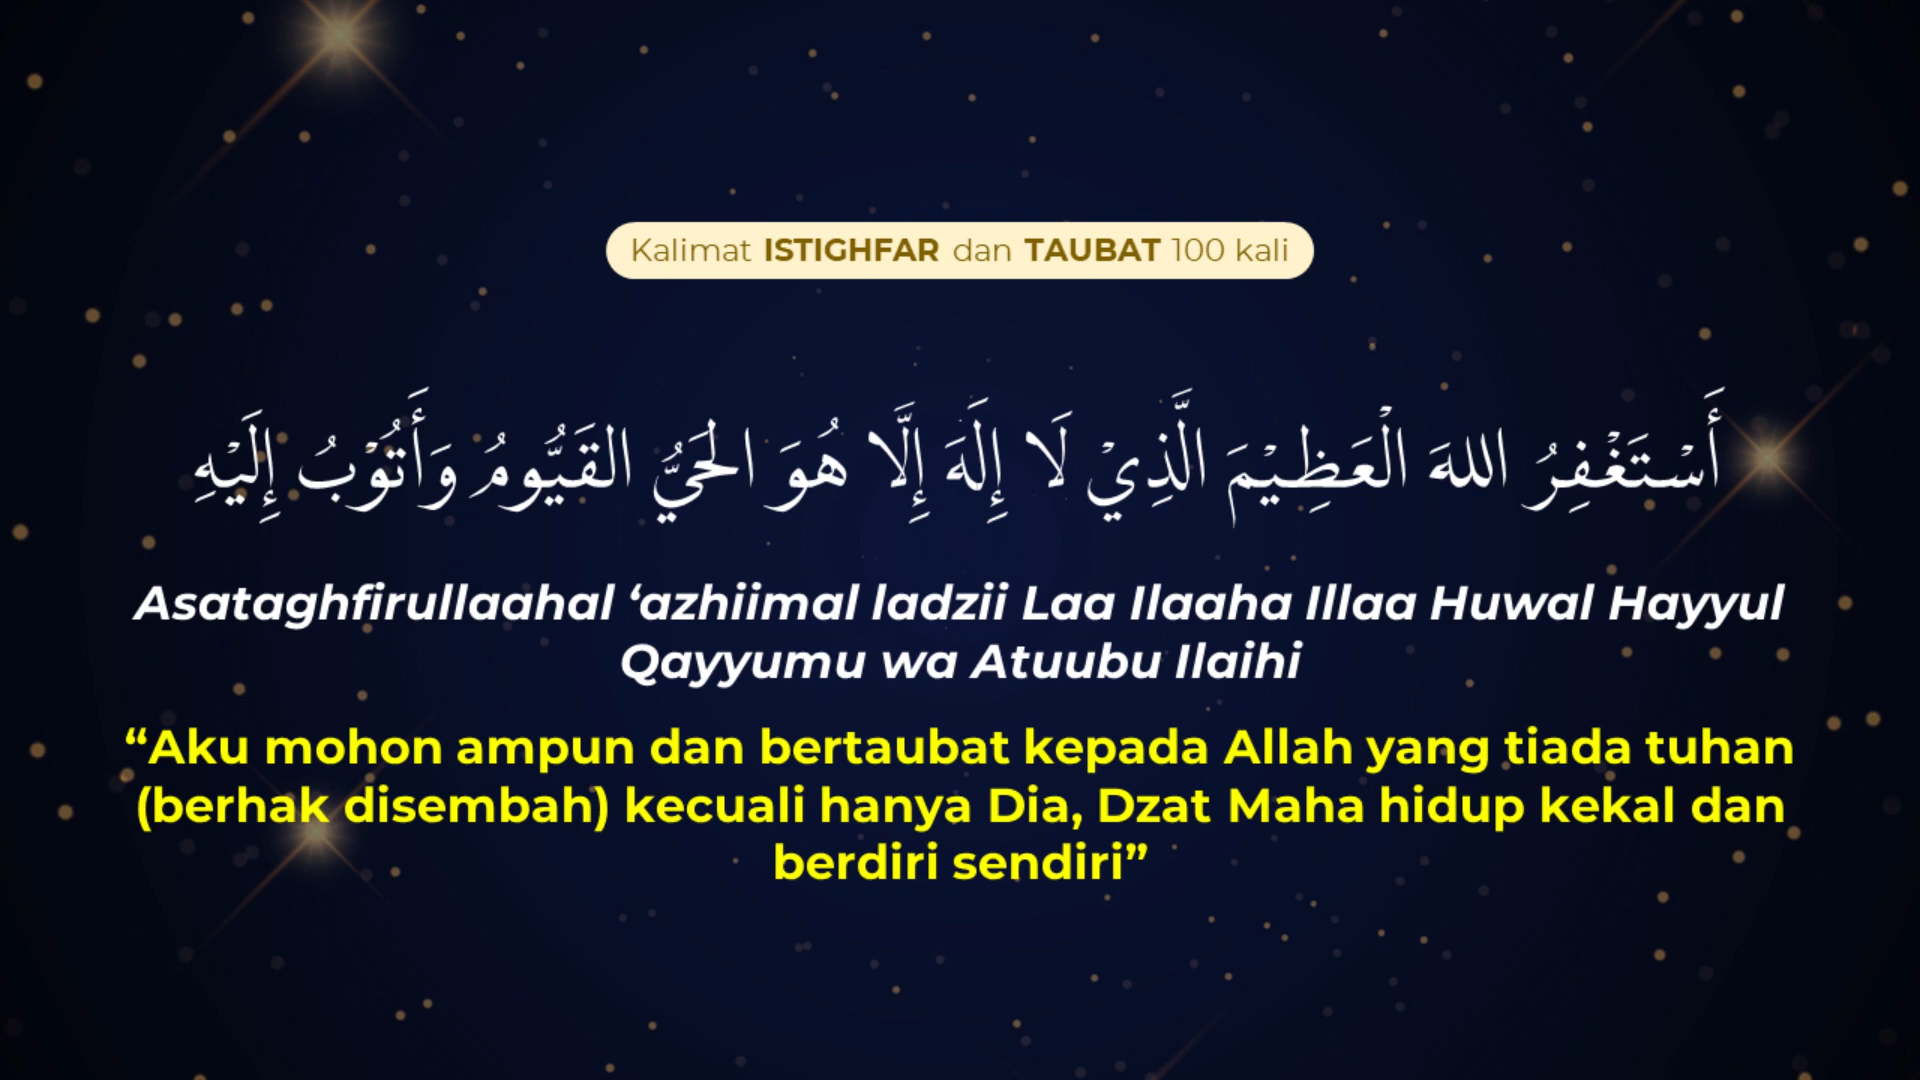 Kalimat ISTIGHFAR dan TAUBAT 100 kali
أَسْتَغْفِرُ اللهَ الْعَظِيْمَ الَّذِيْ لَا إِلَهَ إِلَّا هُوَ الحَيُّ القَيُّومُ وَأَتُوْبُ إِلَيْهِ
Asataghfirullaahal ‘azhiimal ladzii Laa Ilaaha Illaa Huwal Hayyul
Qayyumu wa Atuubu Ilaihi
“Aku mohon ampun dan bertaubat kepada Allah yang tiada tuhan
(berhak disembah) kecuali hanya Dia, Dzat Maha hidup kekal dan
berdiri sendiri”